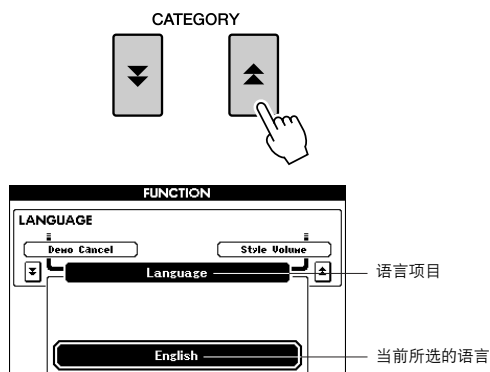 CATEGORY
FUNCTION
LANGUAGE
Demo Cancel Style Volume
Language 语言项目
English 当前所选的语言